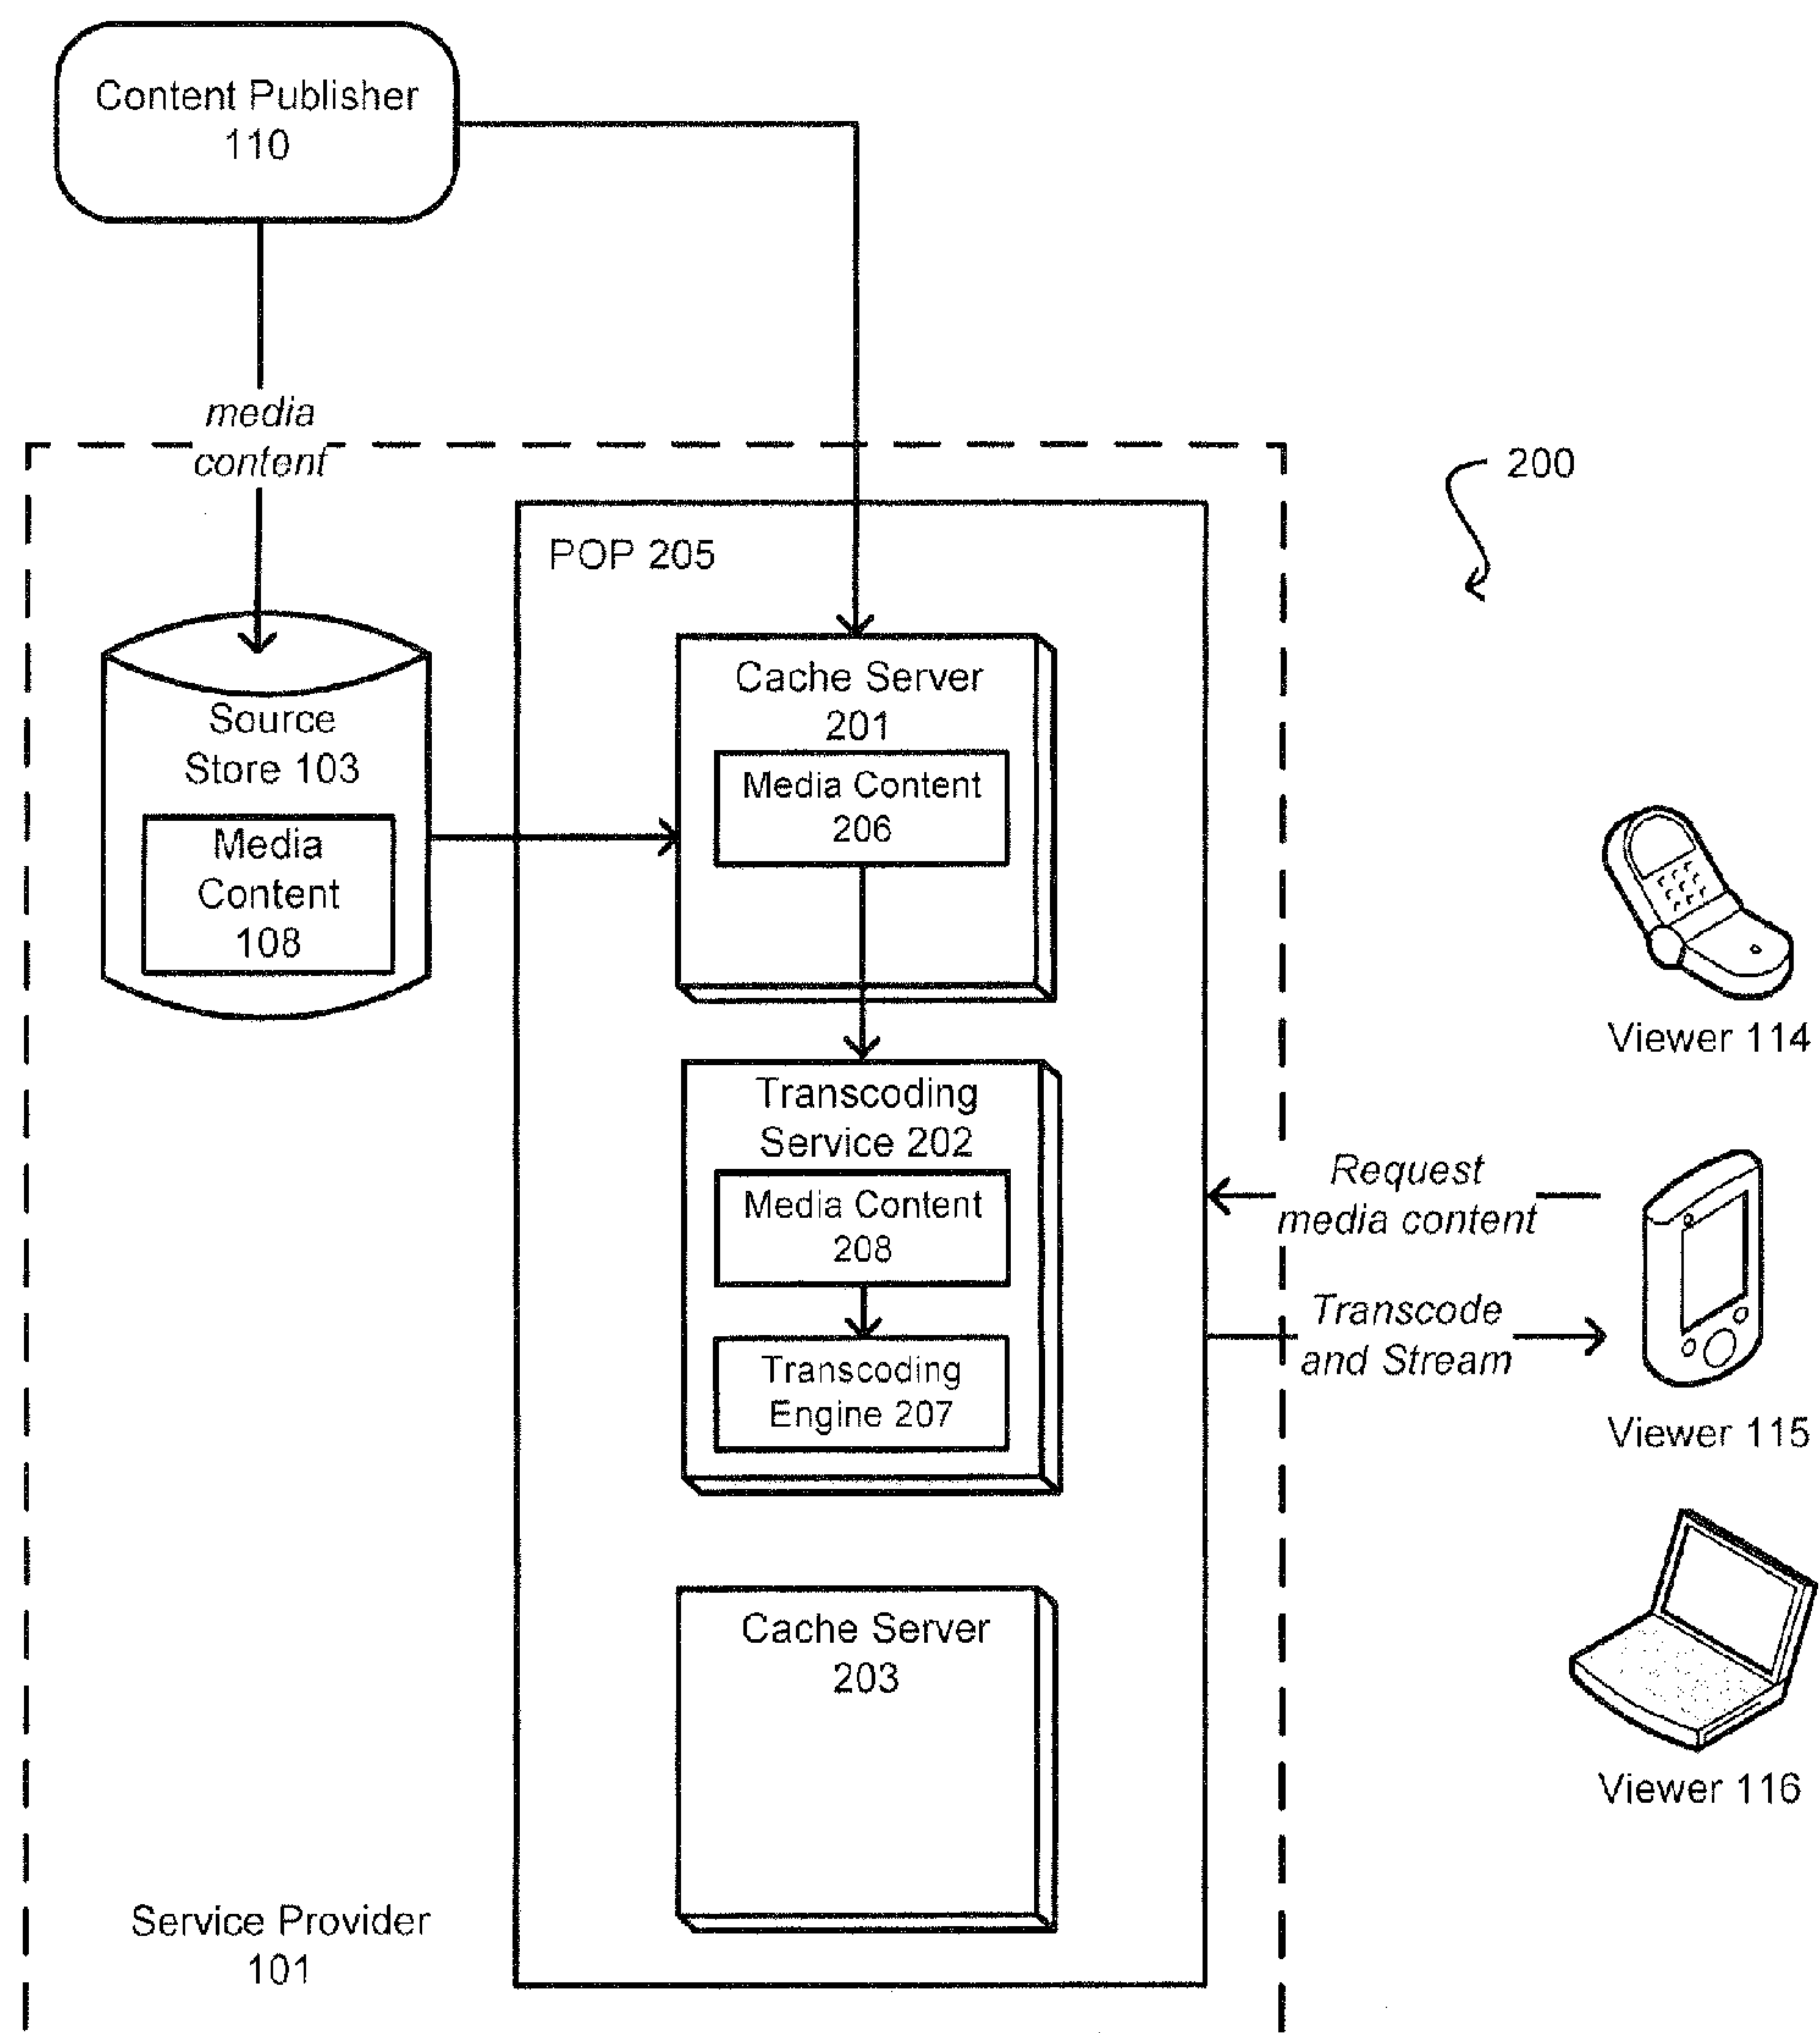 Content Publisher
110
media
content
200
POP 205
Cache Server
201
Media Content
206
Source
Store 103
Media
Content
108
Viewer 114
Transcoding
Service 202
Media Content
208
Transcoding
Engine 207
Request
media content
Transcode
and Stream
Viewer 115
Cache Server
203
Viewer 116
Service Provider
101